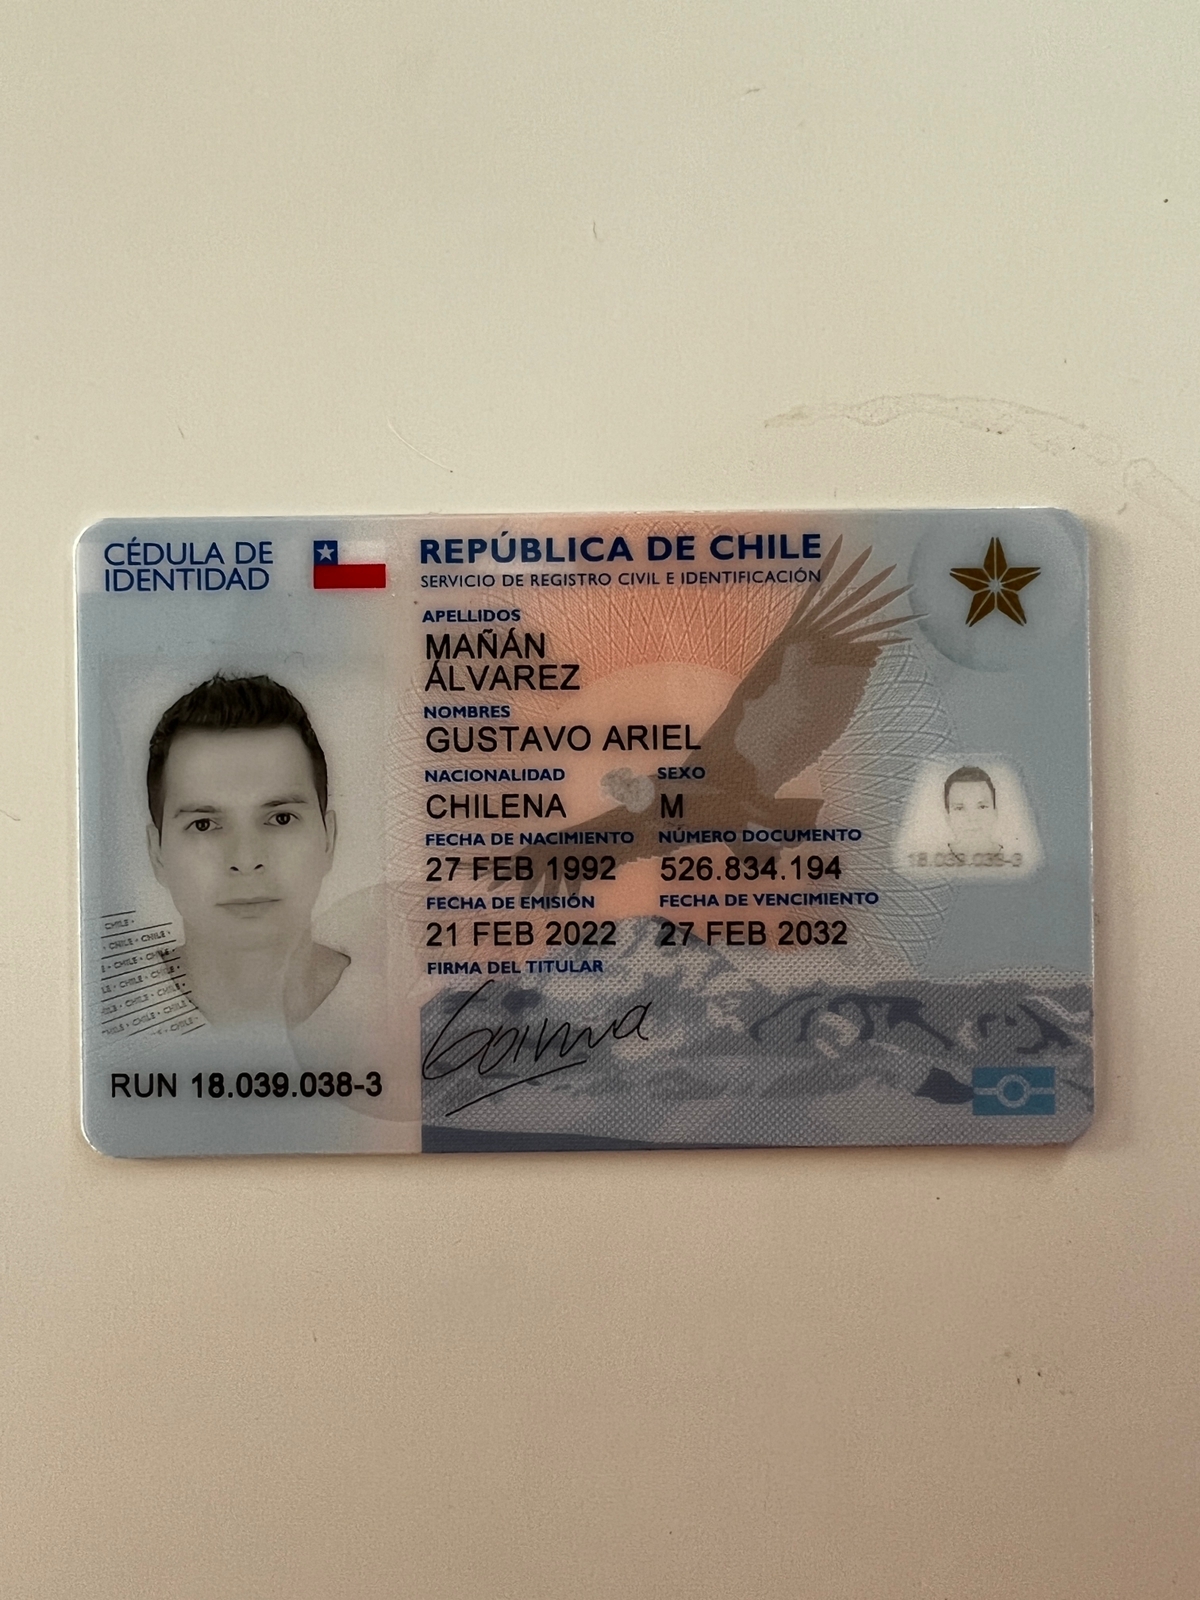 CÉDULA DE
IDENTIDAD
REPÚBLICA DE CHILE
SERVICIO DE REGISTRO CIVIL E IDENTIFICACIÓN
APELLIDOS
MAÑÁN
ÁLVAREZ
NOMBRES
GUSTAVO ARIEL
NACIONALIDAD SEXO
CHILENA M
FECHA DE NACIMIENTO NÚMERO DOCUMENTO
27 FEB 1992 526.834.194
18.039.038-3
FECHA DE EMISIÓN FECHA DE VENCIMIENTO
21 FEB 2022 27 FEB 2032
FIRMA DEL TITULAR
CHILE •
• CHILE • CHILE •
E • CHILE • CHILE •
LE • CHILE • CHILE •
ILE • CHILE • CHILE •
• CHILE • CHILE
• CHILE •
RUN 18.039.038-3